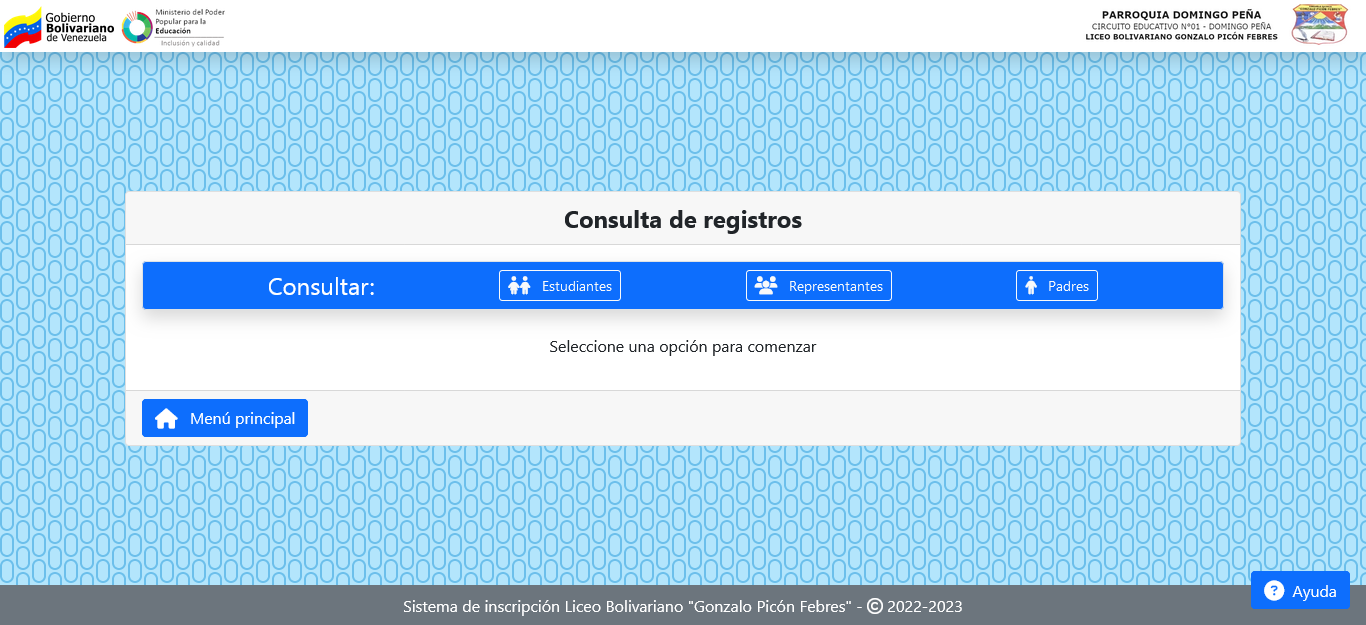 Gobierno
Bolivariano
de Venezuela
Ministerio del Poder
Popular para la
Educación
Inclusión y calidad
PARROQUIA DOMINGO PEÑA
CIRCUITO EDUCATIVO Nº01 - DOMINGO PEÑA
LICEO BOLIVARIANO GONZALO PICÓN FEBRES
Consulta de registros
Consultar: Estudiantes Representantes Padres
Seleccione una opción para comenzar
Menú principal
Ayuda
Sistema de inscripción Liceo Bolivariano "Gonzalo Picón Febres" - © 2022-2023